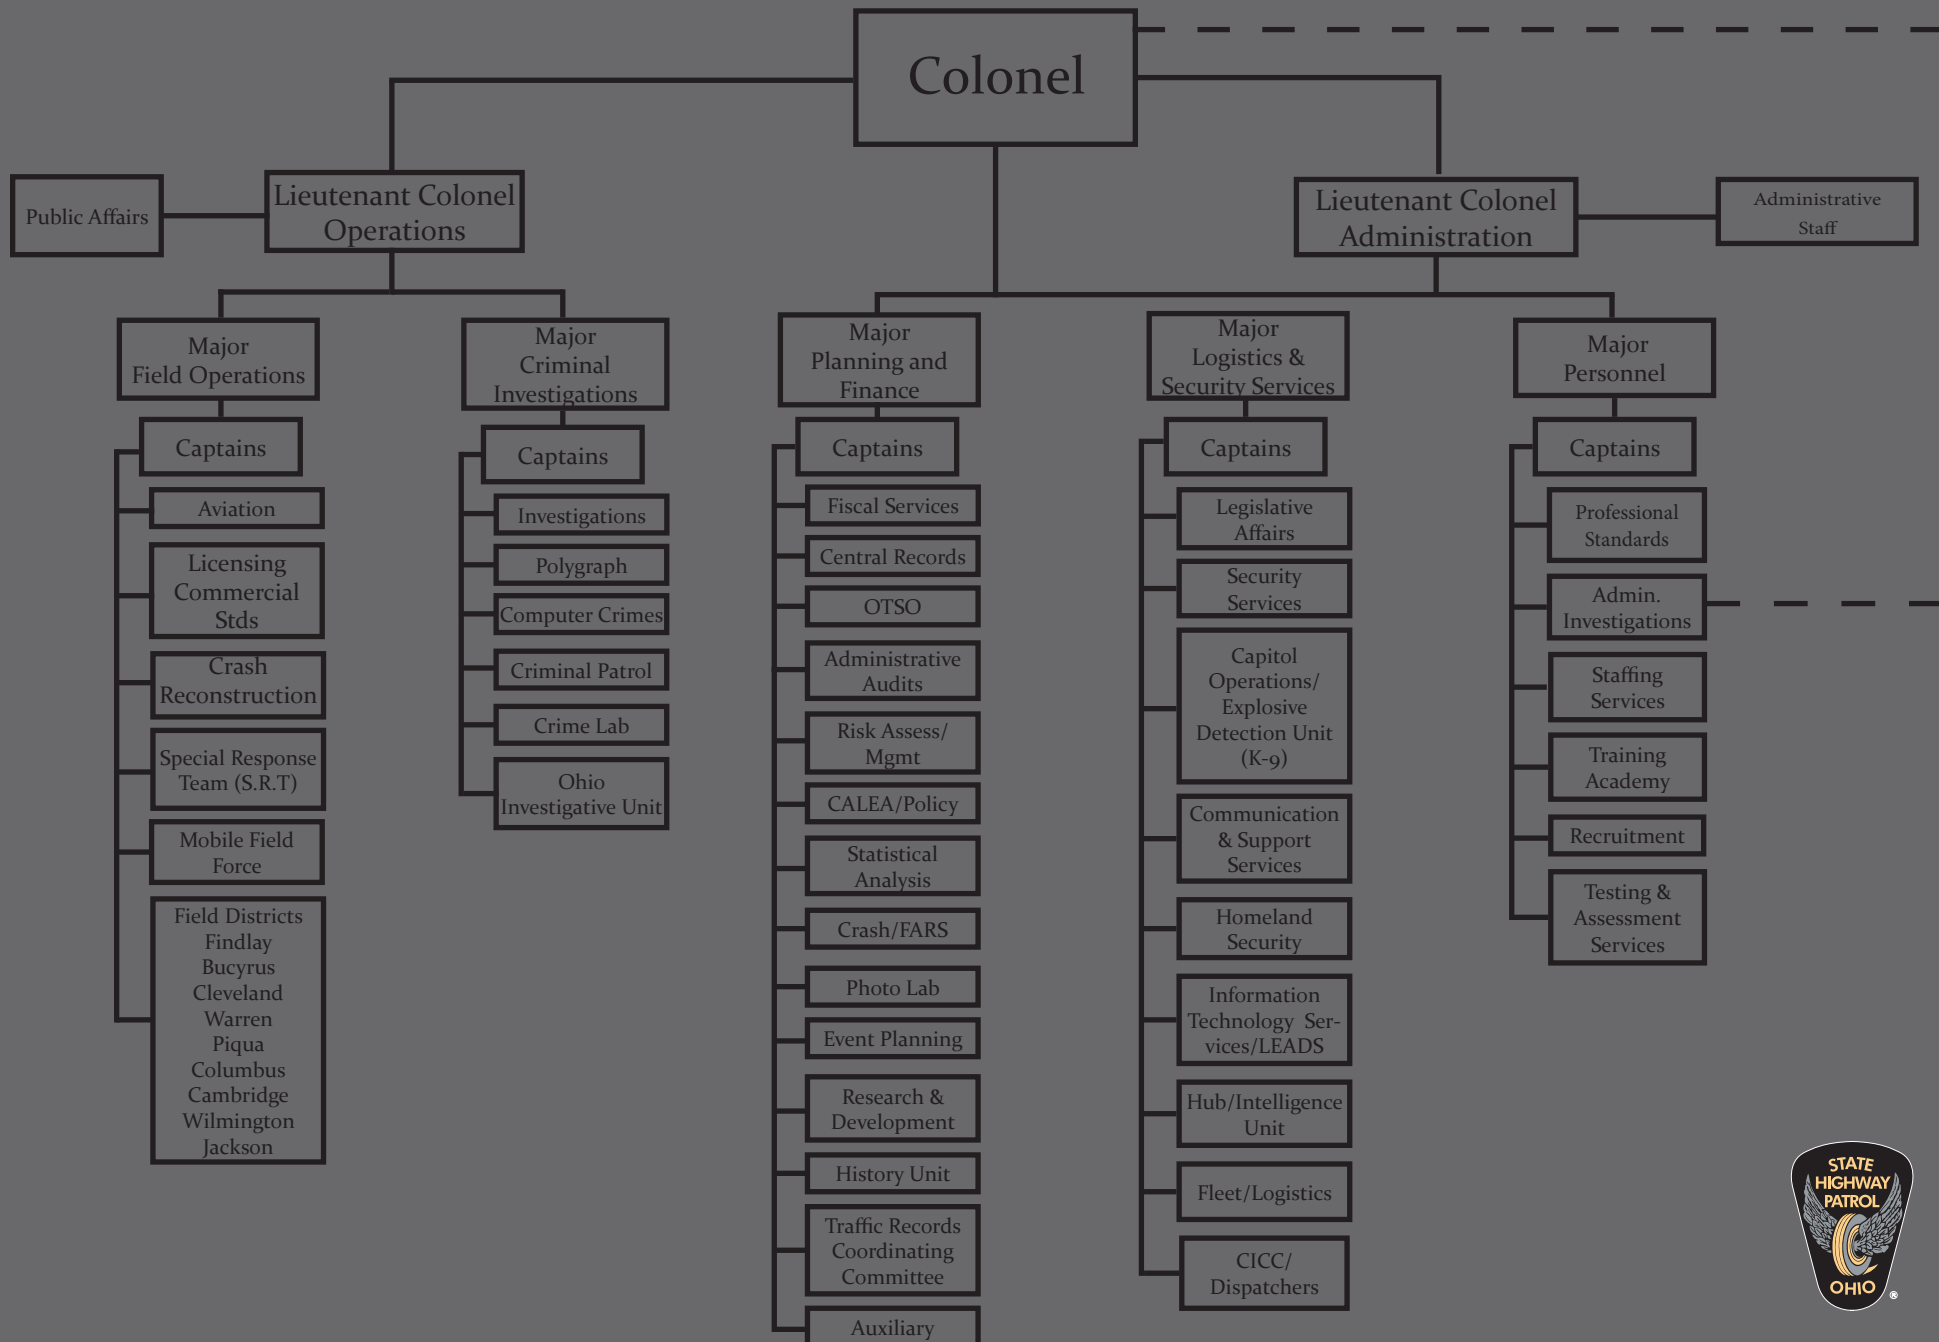 Colonel
Public Affairs
Lieutenant Colonel
Operations
Lieutenant Colonel
Administration
Administrative
Staff
Major
Field Operations
Captains
Aviation
Licensing
Commercial
Stds
Crash
Reconstruction
Special Response
Team (S.R.T)
Mobile Field
Force
Field Districts
Findlay
Bucyrus
Cleveland
Warren
Piqua
Columbus
Cambridge
Wilmington
Jackson
Major
Criminal
Investigations
Captains
Investigations
Polygraph
Computer Crimes
Criminal Patrol
Crime Lab
Ohio
Investigative Unit
Major
Planning and
Finance
Captains
Fiscal Services
Central Records
OTSO
Administrative
Audits
Risk Assess/
Mgmt
CALEA/Policy
Statistical
Analysis
Crash/FARS
Photo Lab
Event Planning
Research &
Development
History Unit
Traffic Records
Coordinating
Committee
Auxiliary
Major
Logistics &
Security Services
Captains
Legislative
Affairs
Security
Services
Capitol
Operations/
Explosive
Detection Unit
(K-9)
Communication
& Support
Services
Homeland
Security
Information
Technology Ser-
vices/LEADS
Hub/Intelligence
Unit
Fleet/Logistics
CICC/
Dispatchers
Major
Personnel
Captains
Professional
Standards
Admin.
Investigations
Staffing
Services
Training
Academy
Recruitment
Testing &
Assessment
Services
STATE
HIGHWAY
PATROL
OHIO
®